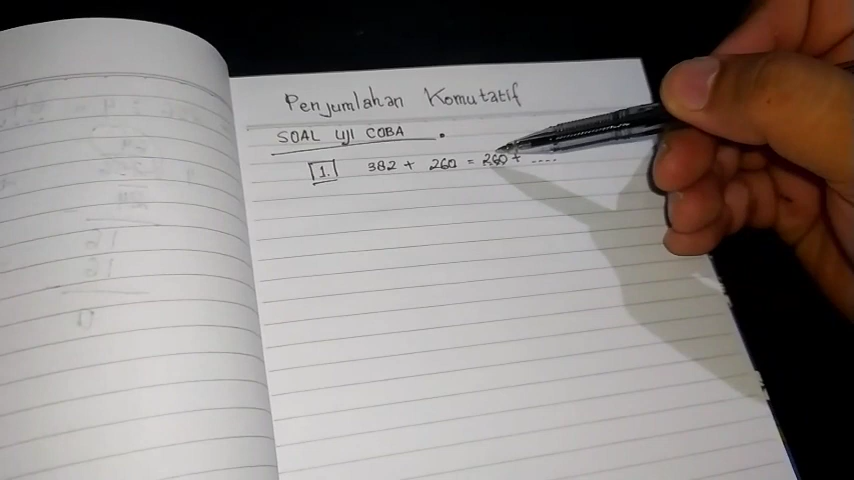 Penjumlahan Komutatif
SOAL UJI COBA .
1. 382 + 260 = 260 + ....